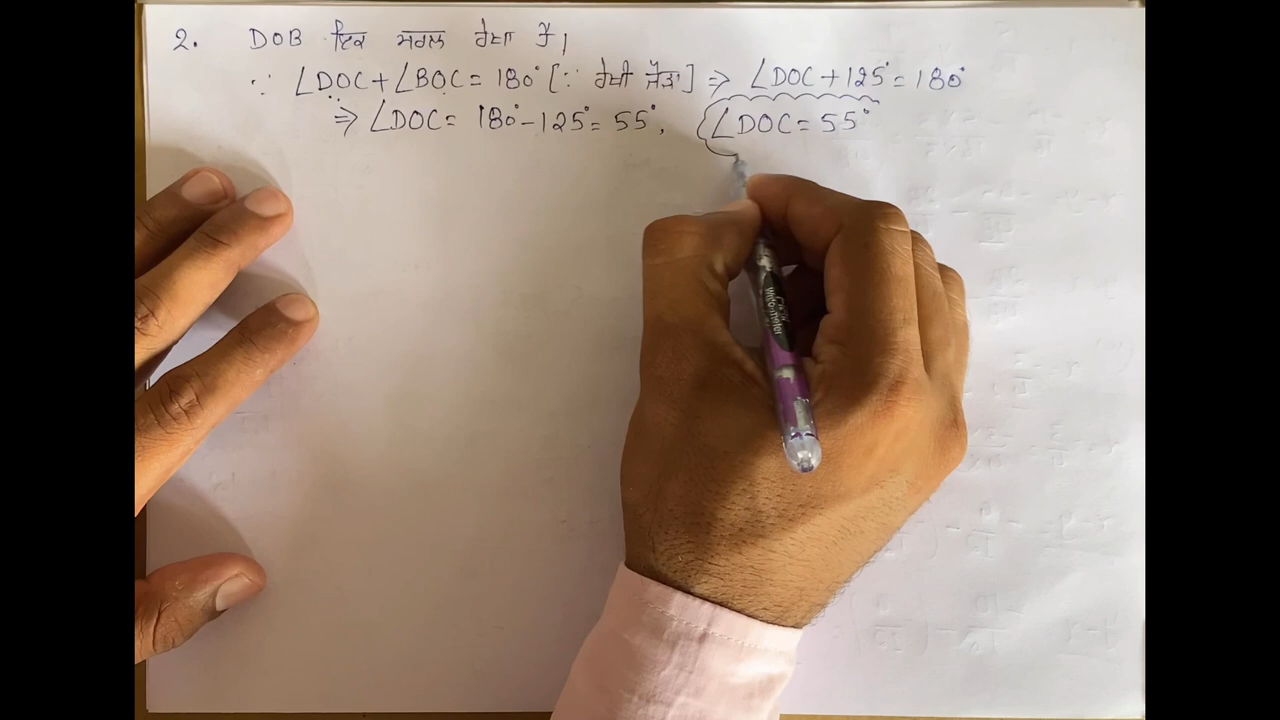 2. DOB ਇਕ ਸਰਲ ਰੇਖਾ ਹੈ।
∵ ∠DOC + ∠BOC = 180° [∵ ਰੇਖੀ ਜੋੜਾ] ⇒ ∠DOC + 125° = 180°
⇒ ∠DOC = 180° - 125° = 55°, ∠DOC = 55°